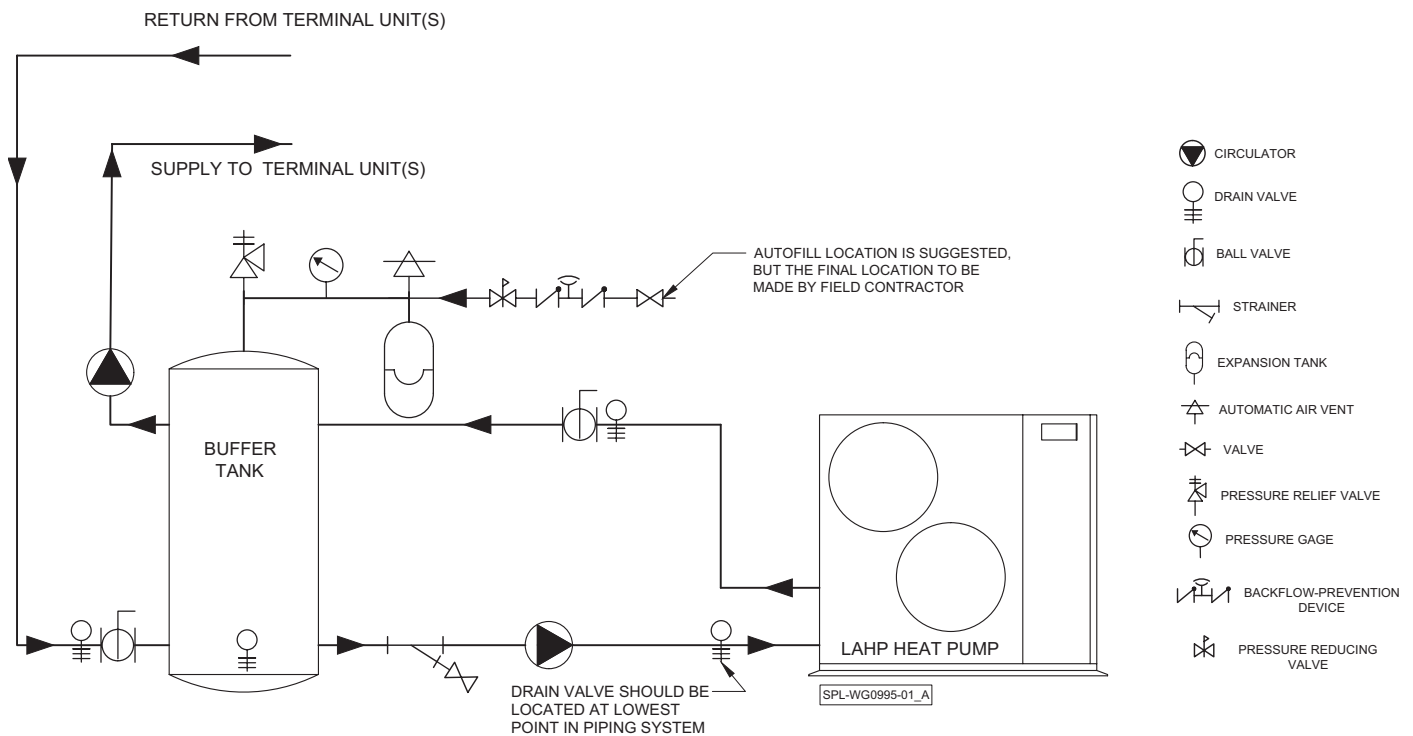 RETURN FROM TERMINAL UNIT(S)
SUPPLY TO TERMINAL UNIT(S)
AUTOFILL LOCATION IS SUGGESTED,
BUT THE FINAL LOCATION TO BE
MADE BY FIELD CONTRACTOR
BUFFER
TANK
LAHP HEAT PUMP
SPL-WG0995-01_A
DRAIN VALVE SHOULD BE
LOCATED AT LOWEST
POINT IN PIPING SYSTEM
CIRCULATOR
DRAIN VALVE
BALL VALVE
STRAINER
EXPANSION TANK
AUTOMATIC AIR VENT
VALVE
PRESSURE RELIEF VALVE
PRESSURE GAGE
BACKFLOW-PREVENTION
DEVICE
PRESSURE REDUCING
VALVE